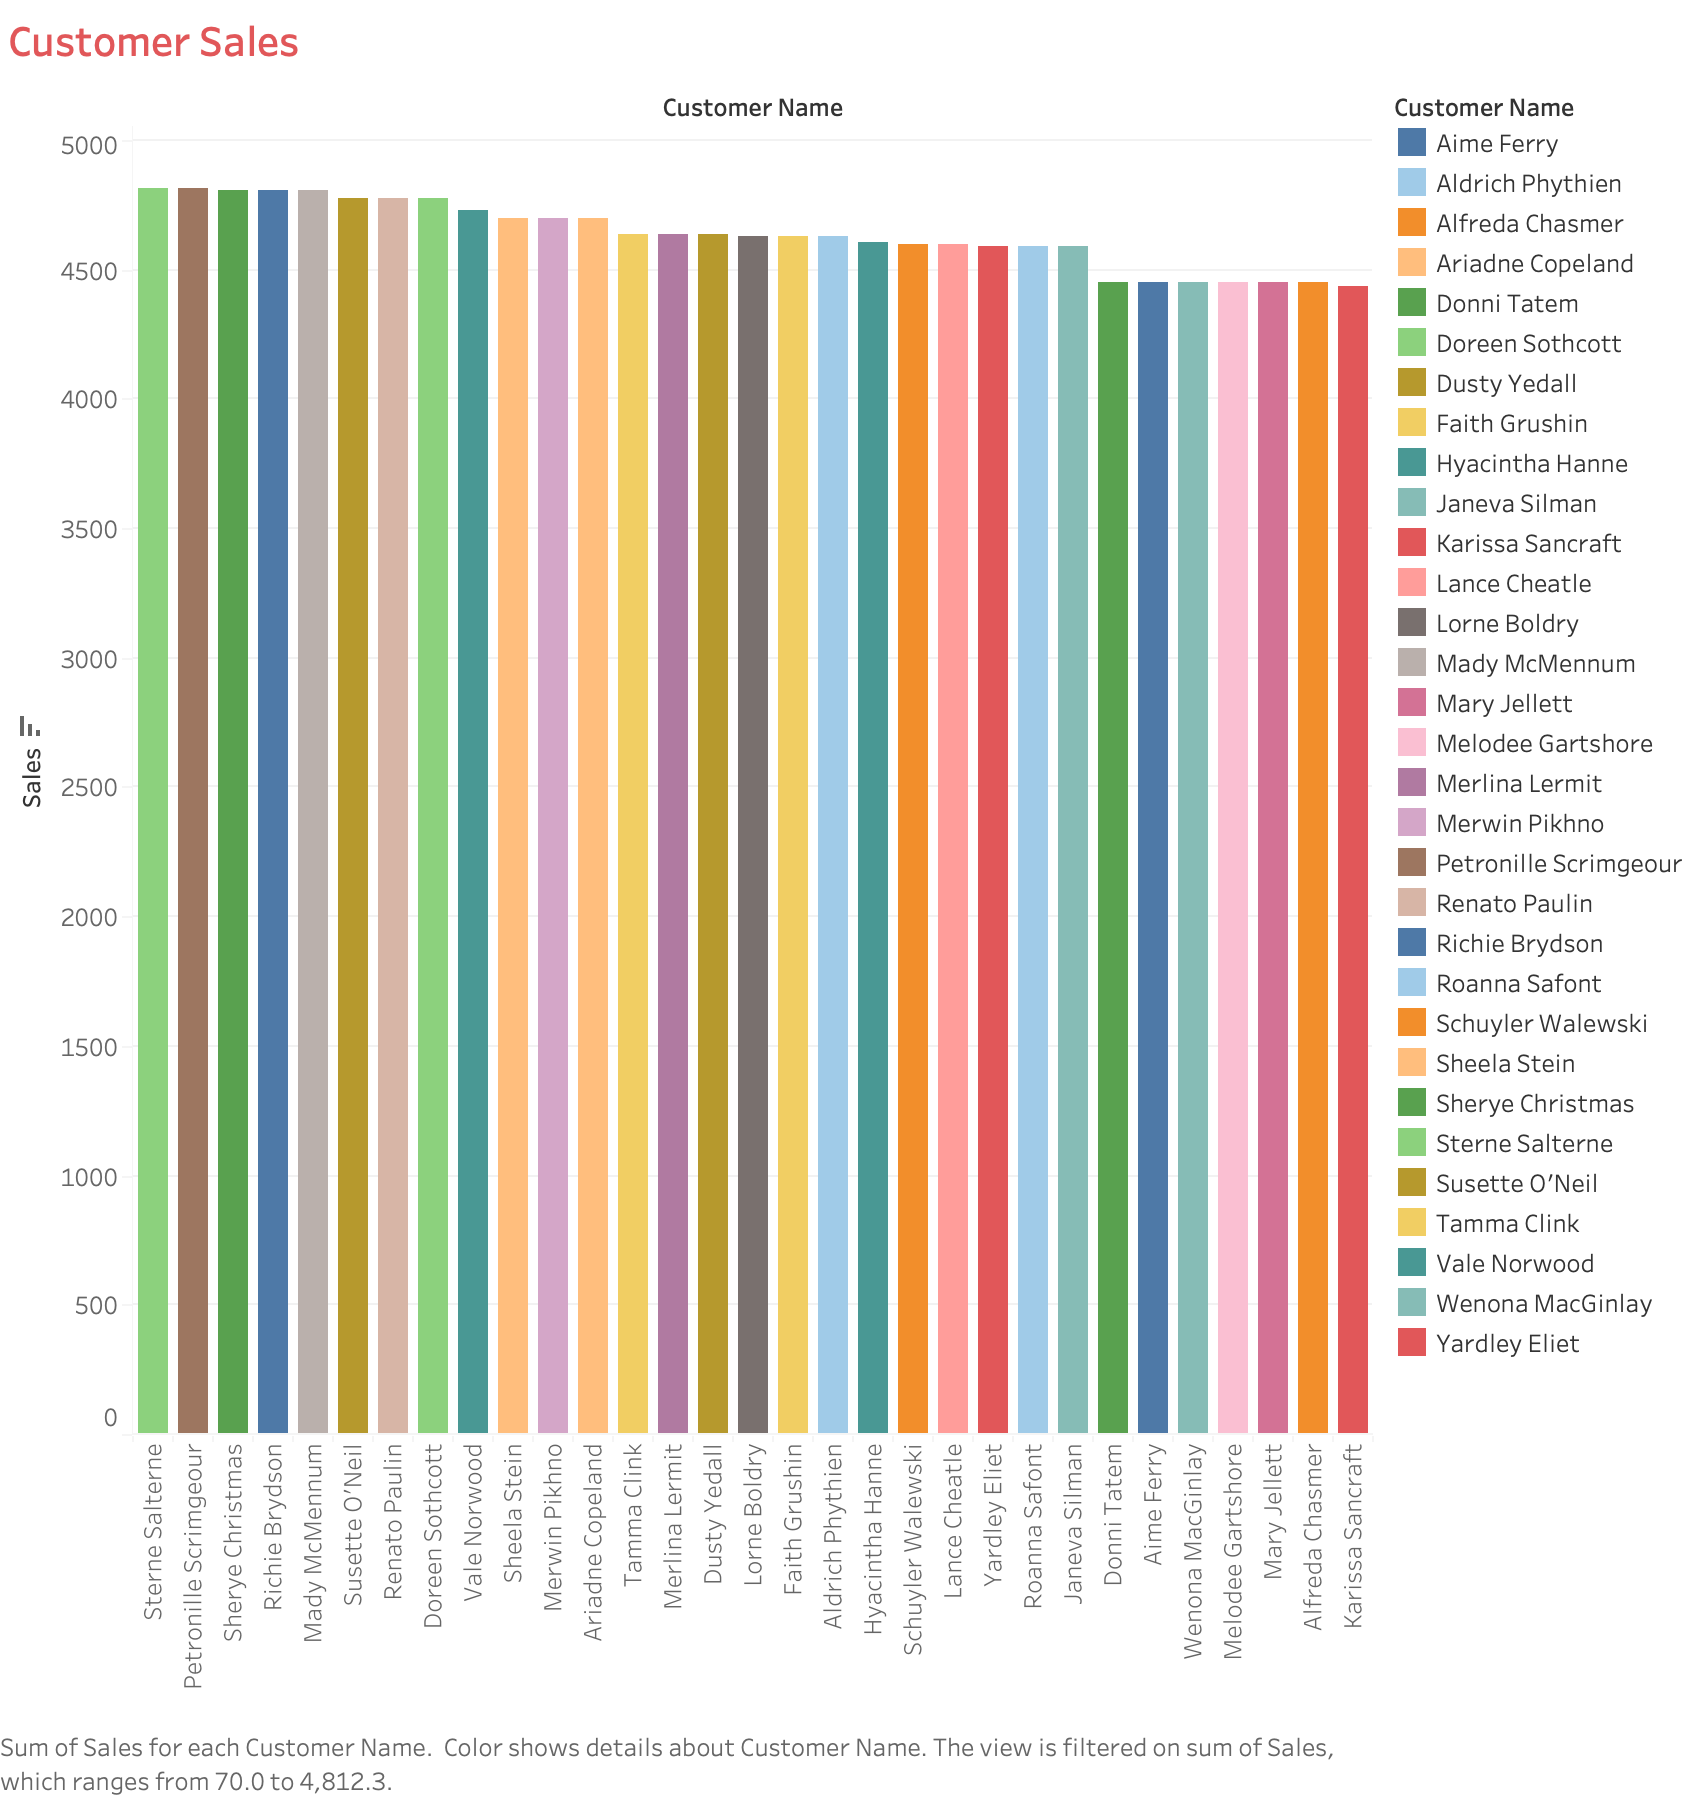 Customer Sales
Customer Name
5000
4500
4000
3500
3000
2500
2000
1500
1000
500
0
Sales
Sterne Salterne
Petronille Scrimgeour
Sherye Christmas
Richie Brydson
Mady McMennum
Susette O’Neil
Renato Paulin
Doreen Sothcott
Vale Norwood
Sheela Stein
Merwin Pikhno
Ariadne Copeland
Tamma Clink
Merlina Lermit
Dusty Yedall
Lorne Boldry
Faith Grushin
Aldrich Phythien
Hyacintha Hanne
Schuyler Walewski
Lance Cheatle
Yardley Eliet
Roanna Safont
Janeva Silman
Donni Tatem
Aime Ferry
Wenona MacGinlay
Melodee Gartshore
Mary Jellett
Alfreda Chasmer
Karissa Sancraft
Customer Name
Aime Ferry
Aldrich Phythien
Alfreda Chasmer
Ariadne Copeland
Donni Tatem
Doreen Sothcott
Dusty Yedall
Faith Grushin
Hyacintha Hanne
Janeva Silman
Karissa Sancraft
Lance Cheatle
Lorne Boldry
Mady McMennum
Mary Jellett
Melodee Gartshore
Merlina Lermit
Merwin Pikhno
Petronille Scrimgeour
Renato Paulin
Richie Brydson
Roanna Safont
Schuyler Walewski
Sheela Stein
Sherye Christmas
Sterne Salterne
Susette O’Neil
Tamma Clink
Vale Norwood
Wenona MacGinlay
Yardley Eliet
Sum of Sales for each Customer Name.  Color shows details about Customer Name. The view is filtered on sum of Sales,
which ranges from 70.0 to 4,812.3.